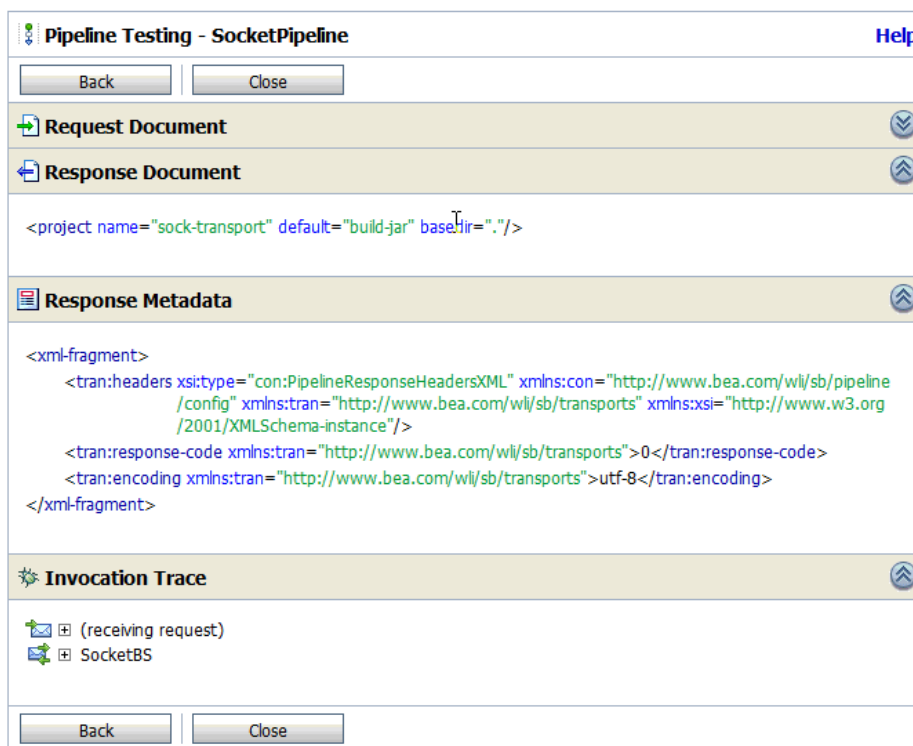 Pipeline Testing - SocketPipeline
Help
Back
Close
Request Document
Response Document
<project name="sock-transport" default="build-jar" basedir="."/>
Response Metadata
<xml-fragment>
<tran:headers xsi:type="con:PipelineResponseHeadersXML" xmlns:con="http://www.bea.com/wli/sb/pipeline
/config" xmlns:tran="http://www.bea.com/wli/sb/transports" xmlns:xsi="http://www.w3.org
/2001/XMLSchema-instance"/>
<tran:response-code xmlns:tran="http://www.bea.com/wli/sb/transports">0</tran:response-code>
<tran:encoding xmlns:tran="http://www.bea.com/wli/sb/transports">utf-8</tran:encoding>
</xml-fragment>
Invocation Trace
(receiving request)
SocketBS
Back
Close